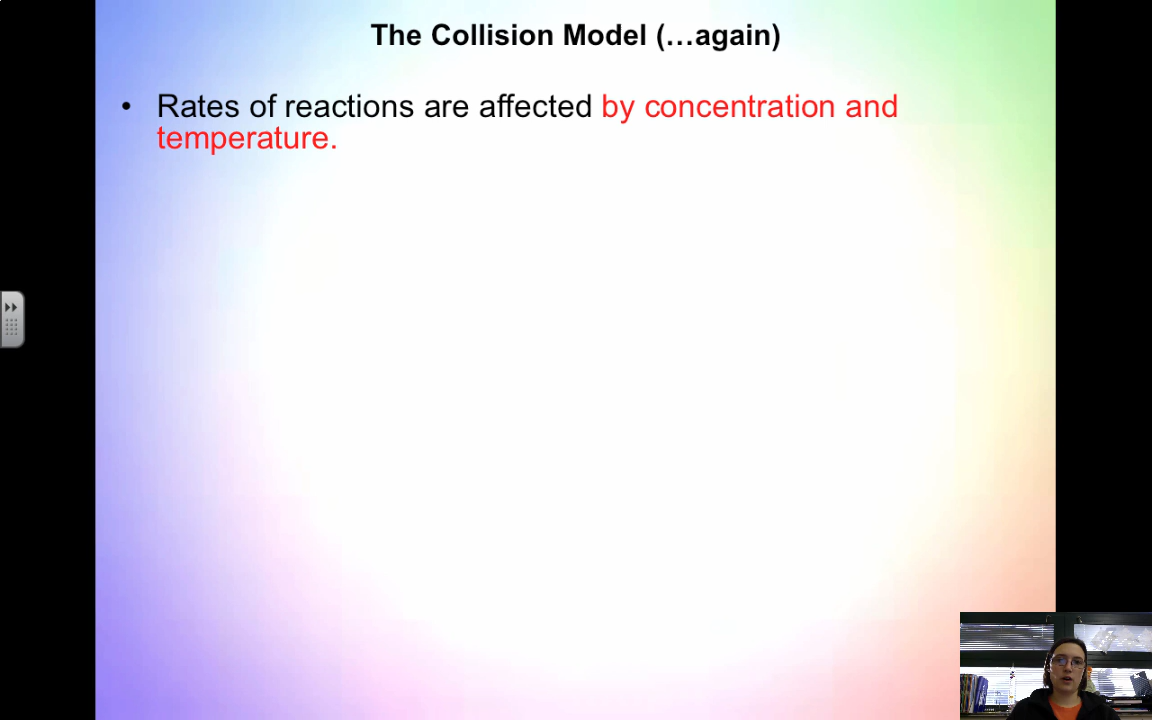 The Collision Model (…again)
• Rates of reactions are affected by concentration and
temperature.